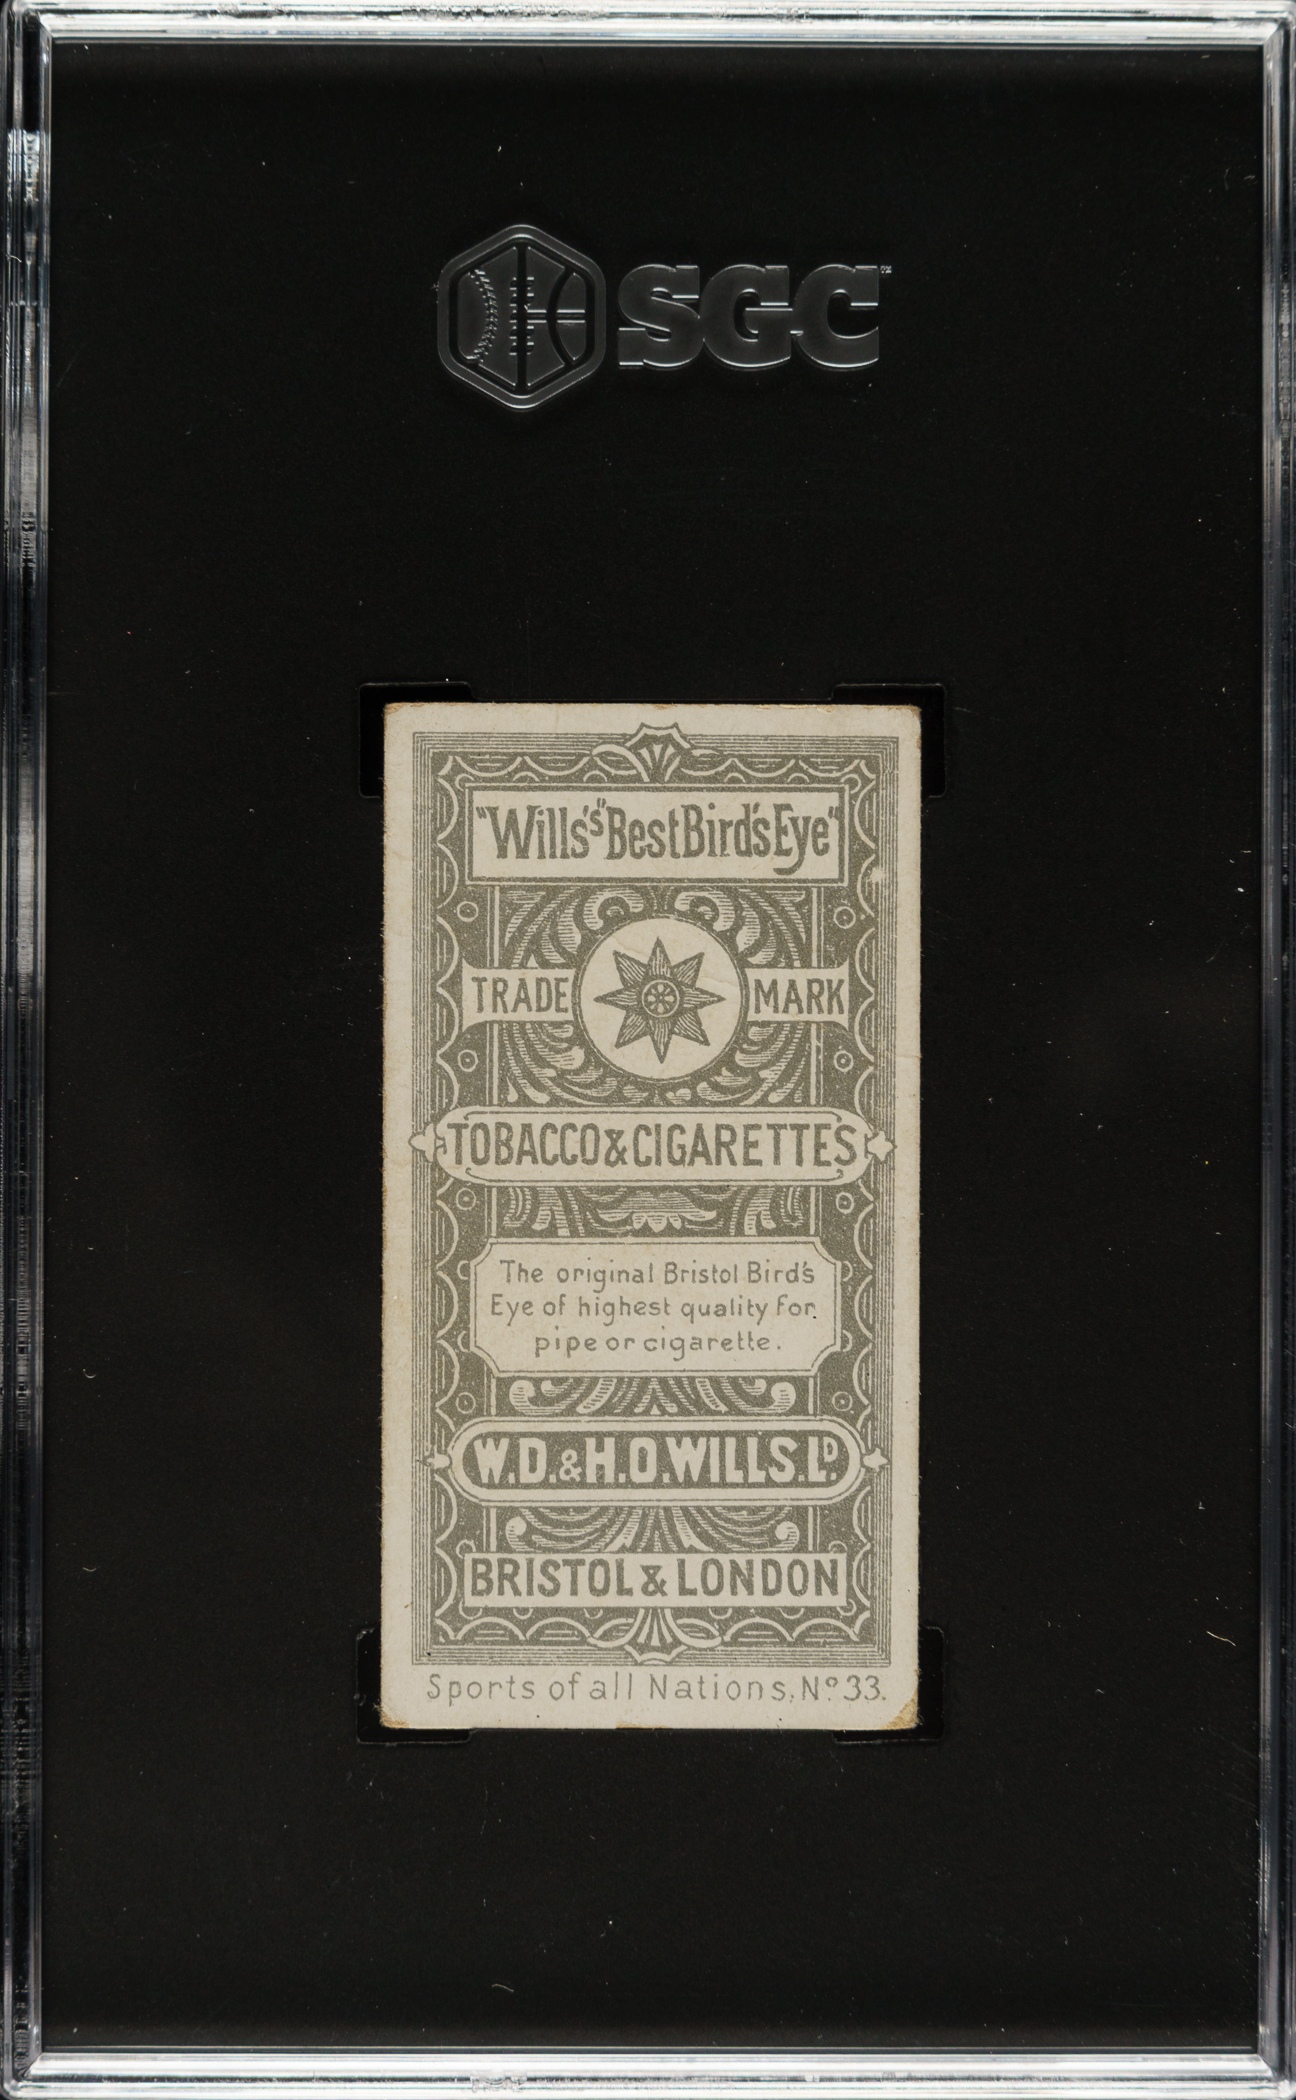 SGC™
"Wills's" Best Bird's Eye"
TRADE MARK
TOBACCO & CIGARETTES
The original Bristol Bird's
Eye of highest quality for
pipe or cigarette.
W.D. & H.O. WILLS. Lᴰ.
BRISTOL & LONDON
Sports of all Nations, Nº 33.